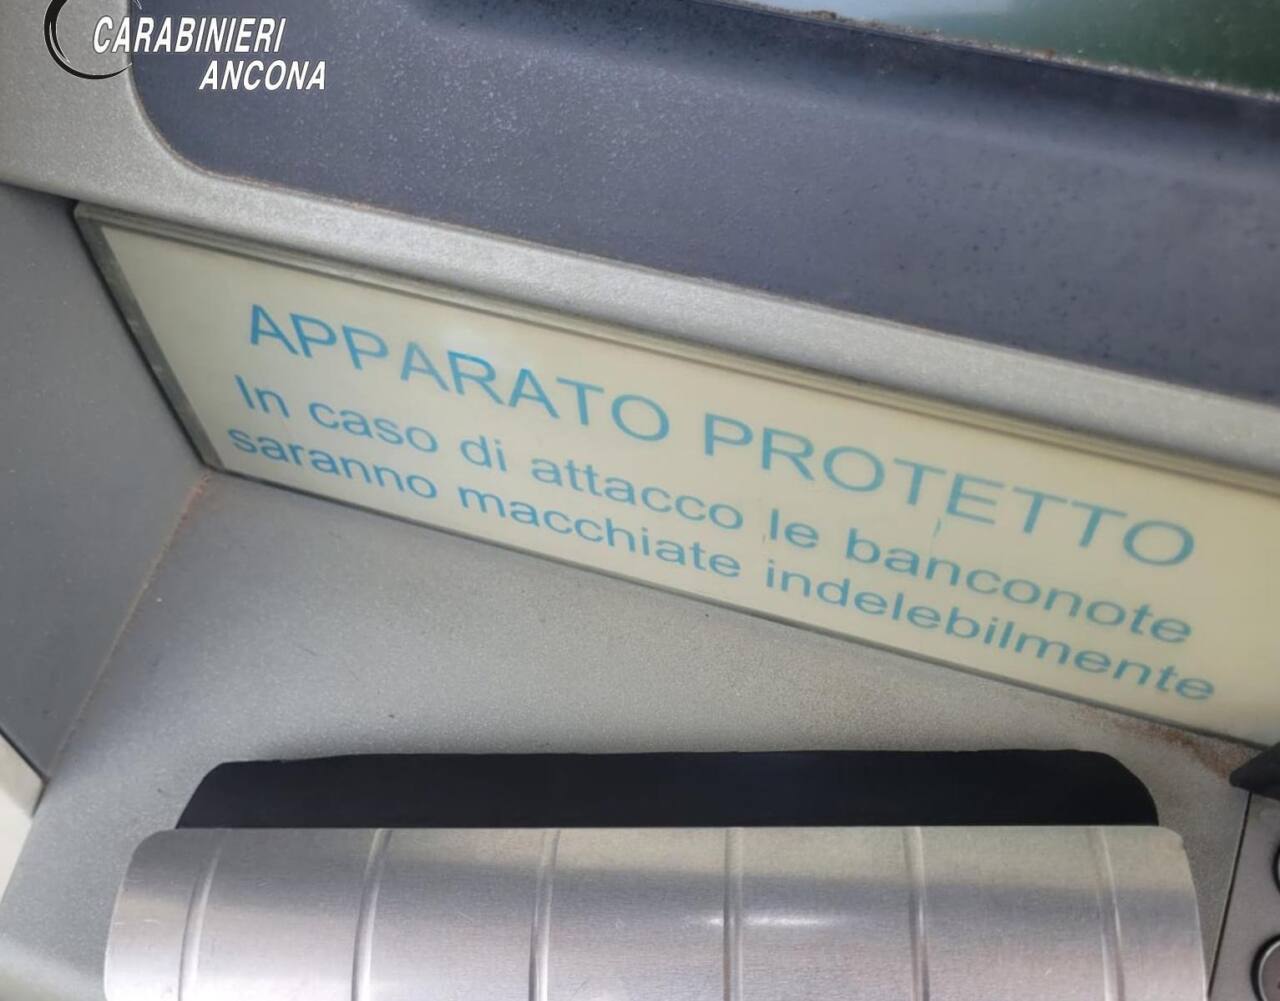 CARABINIERI
ANCONA
APPARATO PROTETTO
In caso di attacco le banconote
saranno macchiate indelebilmente